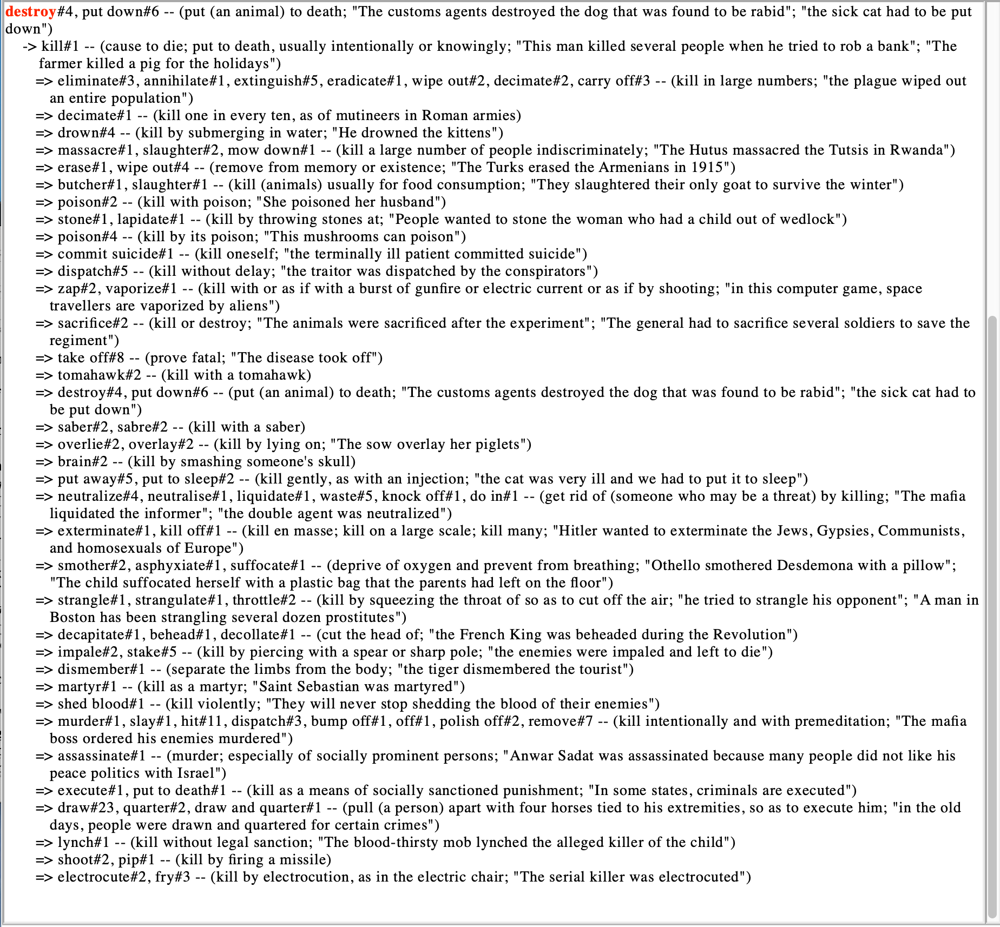 destroy#4, put down#6 -- (put (an animal) to death; "The customs agents destroyed the dog that was found to be rabid"; "the sick cat had to be put
down")
-> kill#1 -- (cause to die; put to death, usually intentionally or knowingly; "This man killed several people when he tried to rob a bank"; "The
farmer killed a pig for the holidays")
=> eliminate#3, annihilate#1, extinguish#5, eradicate#1, wipe out#2, decimate#2, carry off#3 -- (kill in large numbers; "the plague wiped out
an entire population")
=> decimate#1 -- (kill one in every ten, as of mutineers in Roman armies)
=> drown#4 -- (kill by submerging in water; "He drowned the kittens")
=> massacre#1, slaughter#2, mow down#1 -- (kill a large number of people indiscriminately; "The Hutus massacred the Tutsis in Rwanda")
=> erase#1, wipe out#4 -- (remove from memory or existence; "The Turks erased the Armenians in 1915")
=> butcher#1, slaughter#1 -- (kill (animals) usually for food consumption; "They slaughtered their only goat to survive the winter")
=> poison#2 -- (kill with poison; "She poisoned her husband")
=> stone#1, lapidate#1 -- (kill by throwing stones at; "People wanted to stone the woman who had a child out of wedlock")
=> poison#4 -- (kill by its poison; "This mushrooms can poison")
=> commit suicide#1 -- (kill oneself; "the terminally ill patient committed suicide")
=> dispatch#5 -- (kill without delay; "the traitor was dispatched by the conspirators")
=> zap#2, vaporize#1 -- (kill with or as if with a burst of gunfire or electric current or as if by shooting; "in this computer game, space
travellers are vaporized by aliens")
=> sacrifice#2 -- (kill or destroy; "The animals were sacrificed after the experiment"; "The general had to sacrifice several soldiers to save the
regiment")
=> take off#8 -- (prove fatal; "The disease took off")
=> tomahawk#2 -- (kill with a tomahawk)
=> destroy#4, put down#6 -- (put (an animal) to death; "The customs agents destroyed the dog that was found to be rabid"; "the sick cat had to
be put down")
=> saber#2, sabre#2 -- (kill with a saber)
=> overlie#2, overlay#2 -- (kill by lying on; "The sow overlay her piglets")
=> brain#2 -- (kill by smashing someone's skull)
=> put away#5, put to sleep#2 -- (kill gently, as with an injection; "the cat was very ill and we had to put it to sleep")
=> neutralize#4, neutralise#1, liquidate#1, waste#5, knock off#1, do in#1 -- (get rid of (someone who may be a threat) by killing; "The mafia
liquidated the informer"; "the double agent was neutralized")
=> exterminate#1, kill off#1 -- (kill en masse; kill on a large scale; kill many; "Hitler wanted to exterminate the Jews, Gypsies, Communists,
and homosexuals of Europe")
=> smother#2, asphyxiate#1, suffocate#1 -- (deprive of oxygen and prevent from breathing; "Othello smothered Desdemona with a pillow";
"The child suffocated herself with a plastic bag that the parents had left on the floor")
=> strangle#1, strangulate#1, throttle#2 -- (kill by squeezing the throat of so as to cut off the air; "he tried to strangle his opponent"; "A man in
Boston has been strangling several dozen prostitutes")
=> decapitate#1, behead#1, decollate#1 -- (cut the head of; "the French King was beheaded during the Revolution")
=> impale#2, stake#5 -- (kill by piercing with a spear or sharp pole; "the enemies were impaled and left to die")
=> dismember#1 -- (separate the limbs from the body; "the tiger dismembered the tourist")
=> martyr#1 -- (kill as a martyr; "Saint Sebastian was martyred")
=> shed blood#1 -- (kill violently; "They will never stop shedding the blood of their enemies")
=> murder#1, slay#1, hit#11, dispatch#3, bump off#1, off#1, polish off#2, remove#7 -- (kill intentionally and with premeditation; "The mafia
boss ordered his enemies murdered")
=> assassinate#1 -- (murder; especially of socially prominent persons; "Anwar Sadat was assassinated because many people did not like his
peace politics with Israel")
=> execute#1, put to death#1 -- (kill as a means of socially sanctioned punishment; "In some states, criminals are executed")
=> draw#23, quarter#2, draw and quarter#1 -- (pull (a person) apart with four horses tied to his extremities, so as to execute him; "in the old
days, people were drawn and quartered for certain crimes")
=> lynch#1 -- (kill without legal sanction; "The blood-thirsty mob lynched the alleged killer of the child")
=> shoot#2, pip#1 -- (kill by firing a missile)
=> electrocute#2, fry#3 -- (kill by electrocution, as in the electric chair; "The serial killer was electrocuted")